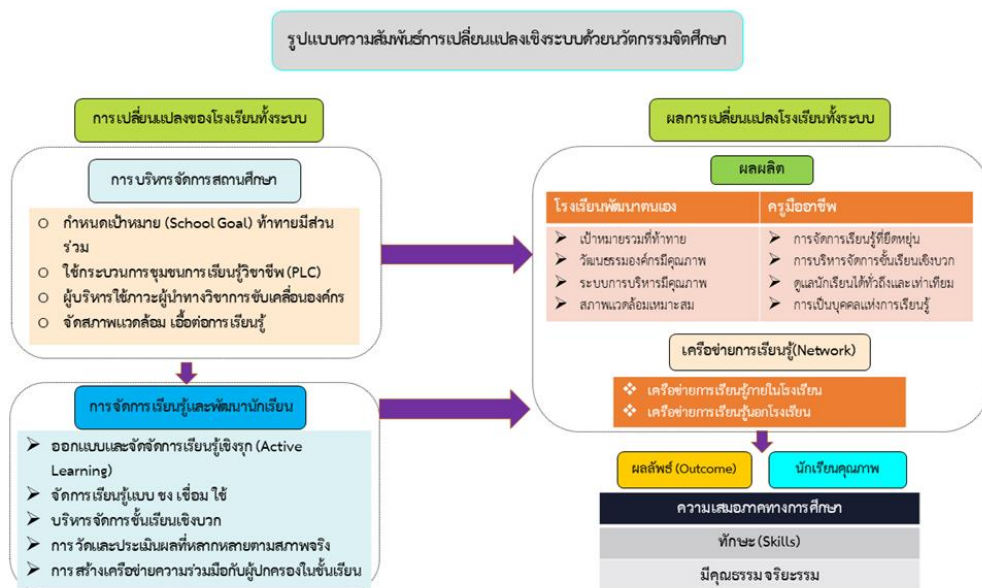 รูปแบบความสัมพันธ์การเปลี่ยนแปลงเชิงระบบด้วยนวัตกรรมจิตศึกษา
การเปลี่ยนแปลงของโรงเรียนทั้งระบบ
การบริหารจัดการสถานศึกษา
กำหนดเป้าหมาย (School Goal) ท้าทายมีส่วน
ร่วม
ใช้กระบวนการชุมชนการเรียนรู้วิชาชีพ (PLC)
ผู้บริหารใช้ภาวะผู้นำทางวิชาการขับเคลื่อนองค์กร
จัดสภาพแวดล้อม เอื้อต่อการเรียนรู้
การจัดการเรียนรู้และพัฒนานักเรียน
ออกแบบและจัดจัดการเรียนรู้เชิงรุก (Active
Learning)
จัดการเรียนรู้แบบ ชง เชื่อม ใช้
บริหารจัดการชั้นเรียนเชิงบวก
การวัดและประเมินผลที่หลากหลายตามสภาพจริง
การสร้างเครือข่ายความร่วมมือกับผู้ปกครองในชั้นเรียน
ผลการเปลี่ยนแปลงโรงเรียนทั้งระบบ
ผลผลิต
โรงเรียนพัฒนาตนเอง
เป้าหมายรวมที่ท้าทาย
วัฒนธรรมองค์กรมีคุณภาพ
ระบบการบริหารมีคุณภาพ
สภาพแวดล้อมเหมาะสม
ครูมืออาชีพ
การจัดการเรียนรู้ที่ยืดหยุ่น
การบริหารจัดการชั้นเรียนเชิงบวก
ดูแลนักเรียนได้ทั่วถึงและเท่าเทียม
การเป็นบุคคลแห่งการเรียนรู้
เครือข่ายการเรียนรู้(Network)
เครือข่ายการเรียนรู้ภายในโรงเรียน
เครือข่ายการเรียนรู้นอกโรงเรียน
ผลลัพธ์ (Outcome)
นักเรียนคุณภาพ
ความเสมอภาคทางการศึกษา
ทักษะ (Skills)
มีคุณธรรม จริยะรรม